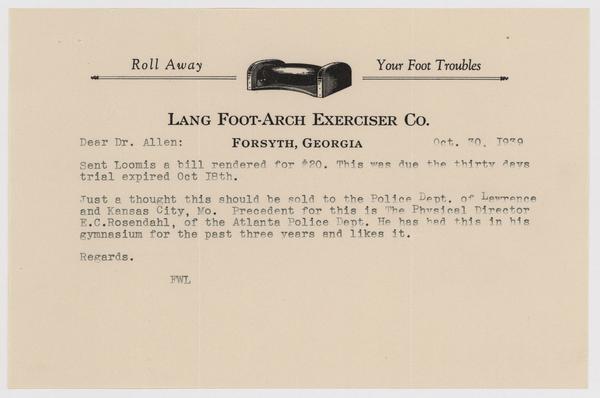 Roll Away Your Foot Troubles
LANG FOOT-ARCH EXERCISER CO.
Dear Dr. Allen: FORSYTH, GEORGIA Oct. 30, 1939
Sent Loomis a bill rendered for $20. This was due the thirty days
trial expired Oct 18th.
Just a thought this should be sold to the Police Dept. of Lawrence
and Kansas City, Mo. Precedent for this is The Physical Director
E.C.Rosendahl, of the Atlanta Police Dept. He has had this in his
gymnasium for the past three years and likes it.
Regards.
FWL